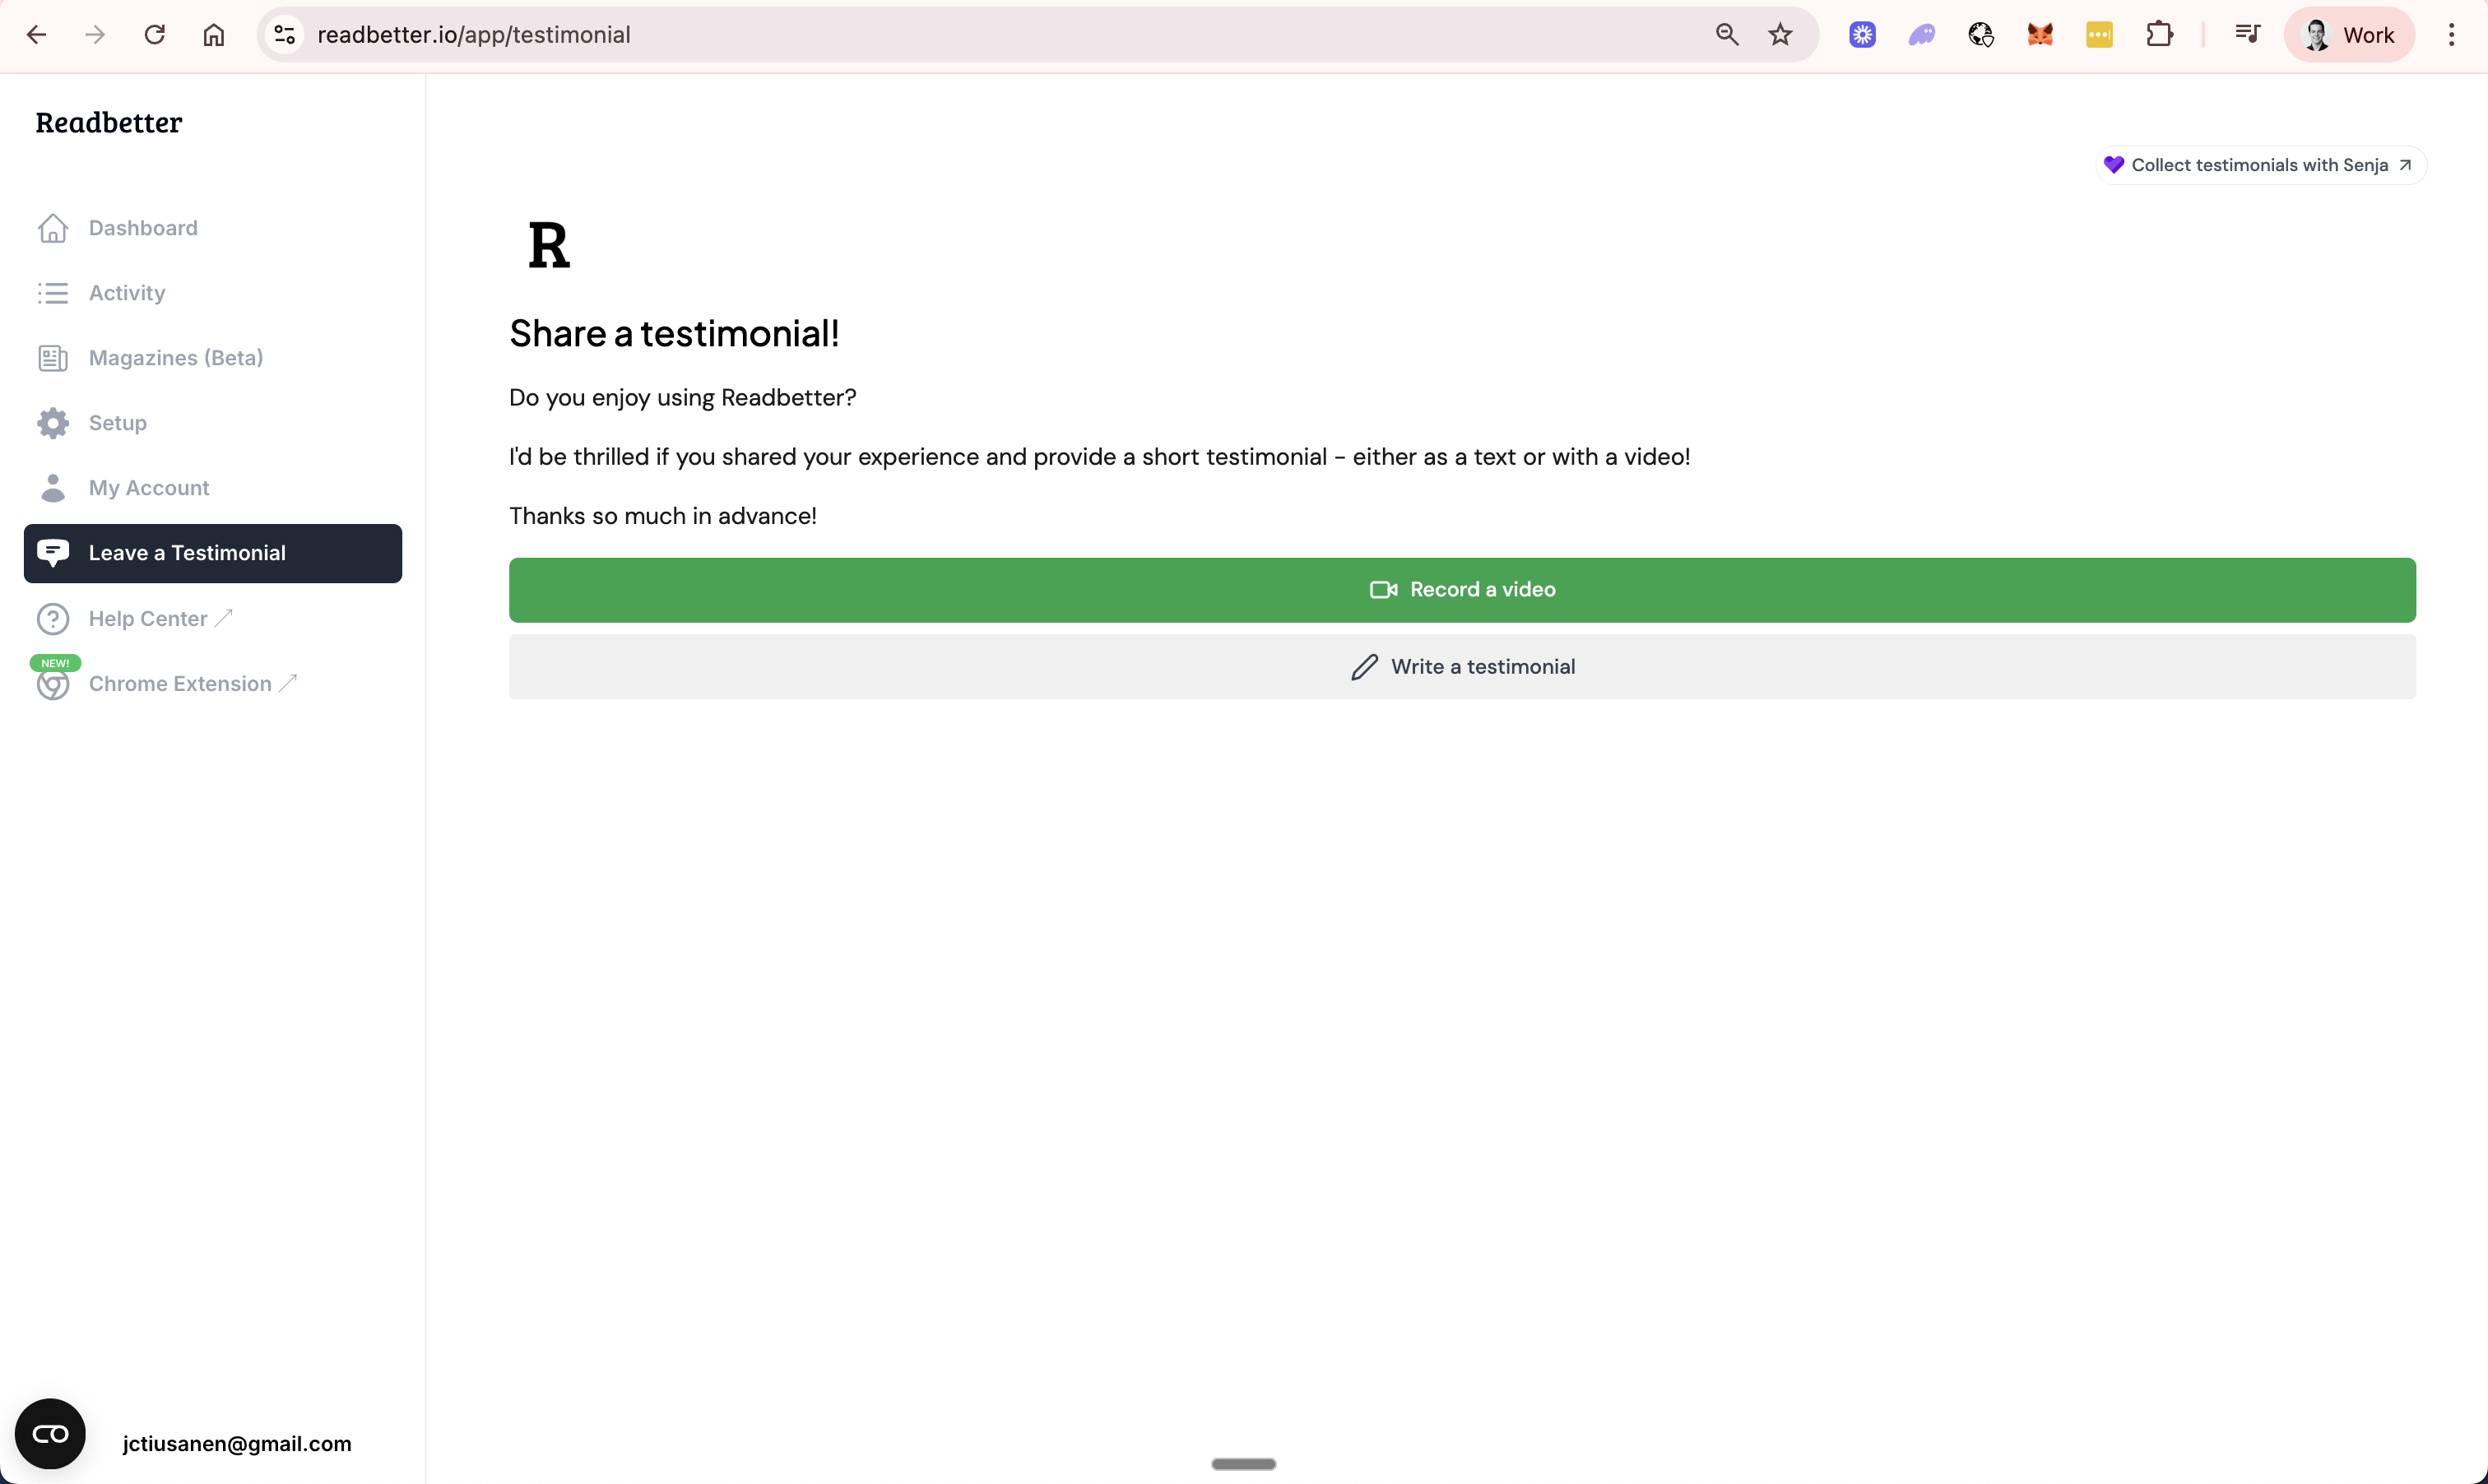 readbetter.io/app/testimonial
Work
Readbetter
Collect testimonials with Senja
Dashboard
R
Activity
Share a testimonial!
Magazines (Beta)
Do you enjoy using Readbetter?
Setup
I'd be thrilled if you shared your experience and provide a short testimonial - either as a text or with a video!
My Account
Thanks so much in advance!
Leave a Testimonial
Record a video
Help Center
Write a testimonial
NEW!
Chrome Extension
jctiusanen@gmail.com